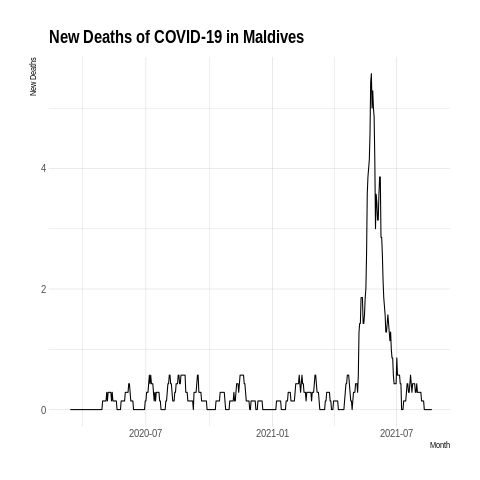 New Deaths of COVID-19 in Maldives
New Deaths
4
2
0
2020-07
2021-01
2021-07
Month